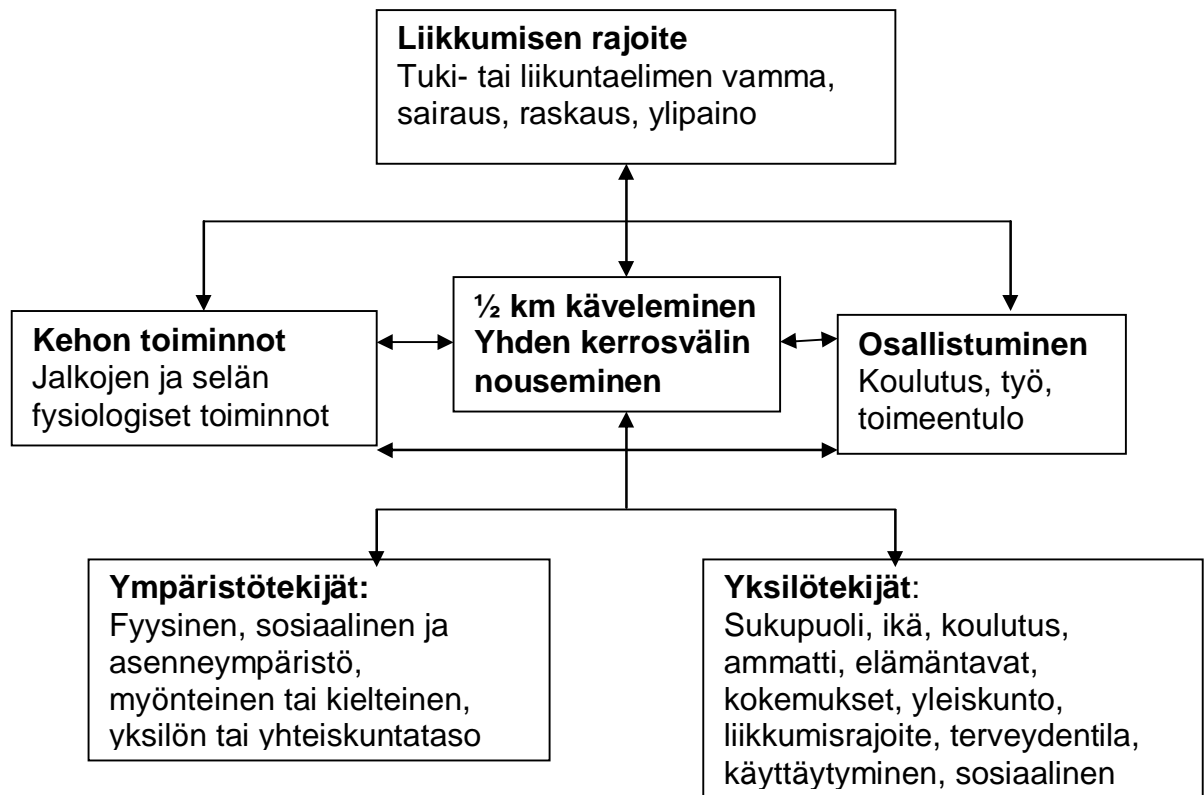 Liikkumisen rajoite
Tuki- tai liikuntaelimen vamma,
sairaus, raskaus, ylipaino
Kehon toiminnot
Jalkojen ja selän
fysiologiset toiminnot
½ km käveleminen
Yhden kerrosvälin
nouseminen
Osallistuminen
Koulutus, työ,
toimeentulo
Ympäristötekijät:
Fyysinen, sosiaalinen ja
asenneympäristö,
myönteinen tai kielteinen,
yksilön tai yhteiskuntataso
Yksilötekijät:
Sukupuoli, ikä, koulutus,
ammatti, elämäntavat,
kokemukset, yleiskunto,
liikkumisrajoite, terveydentila,
käyttäytyminen, sosiaalinen